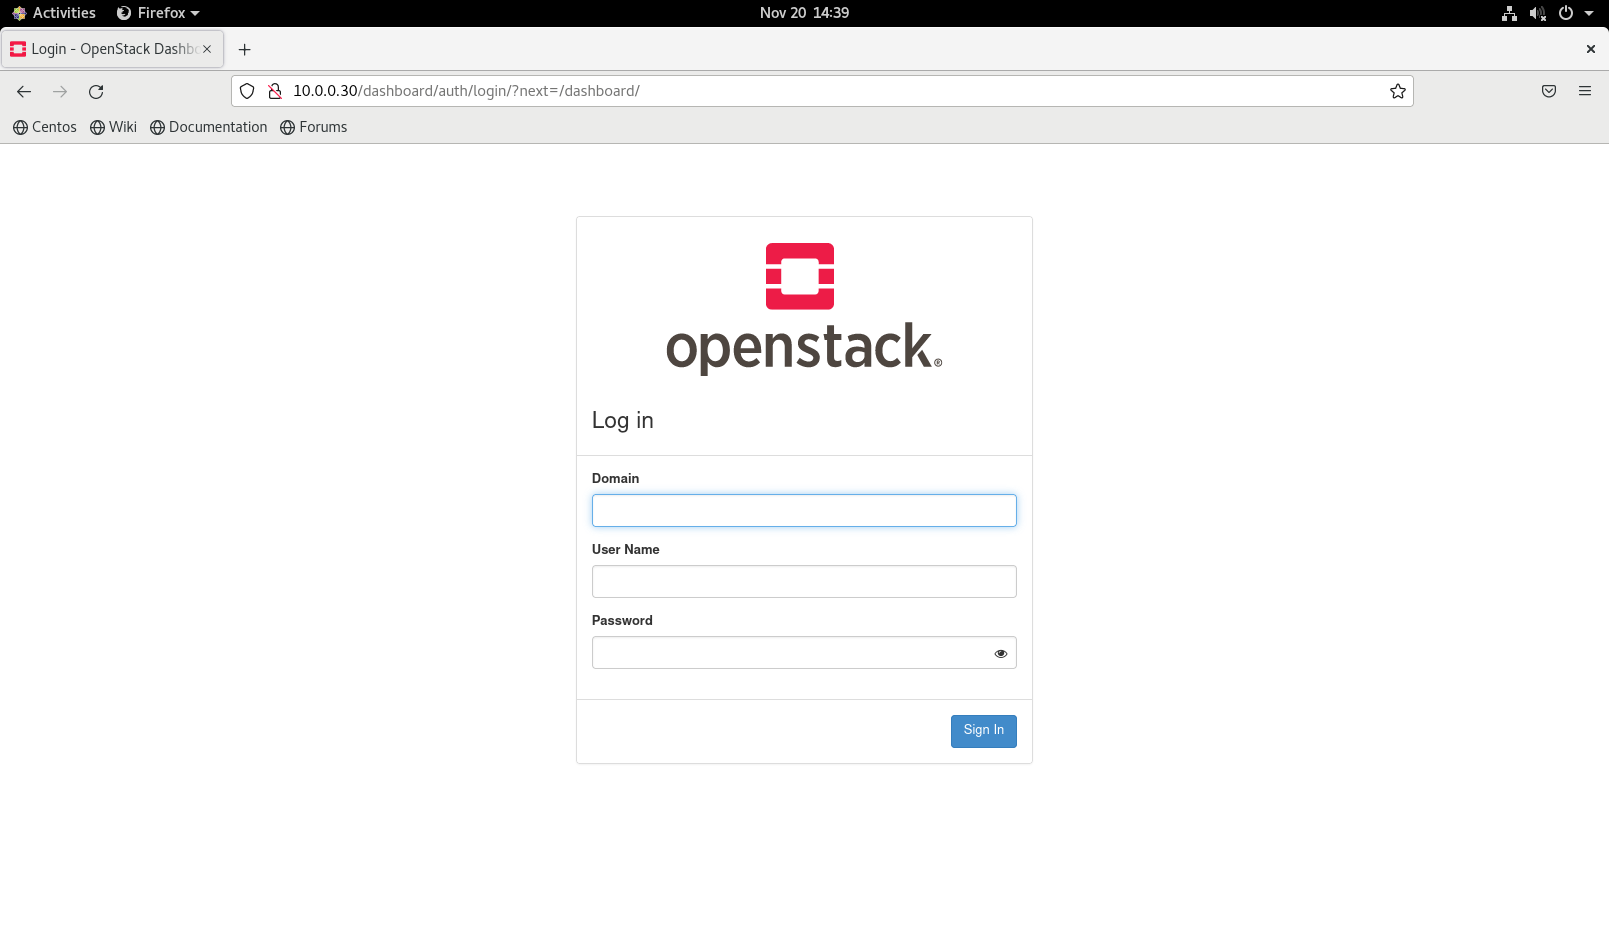 Activities Firefox Nov 20 14:39
Login - OpenStack Dashbo
10.0.0.30/dashboard/auth/login/?next=/dashboard/
Centos Wiki Documentation Forums
openstack®
Log in
Domain
User Name
Password
Sign In